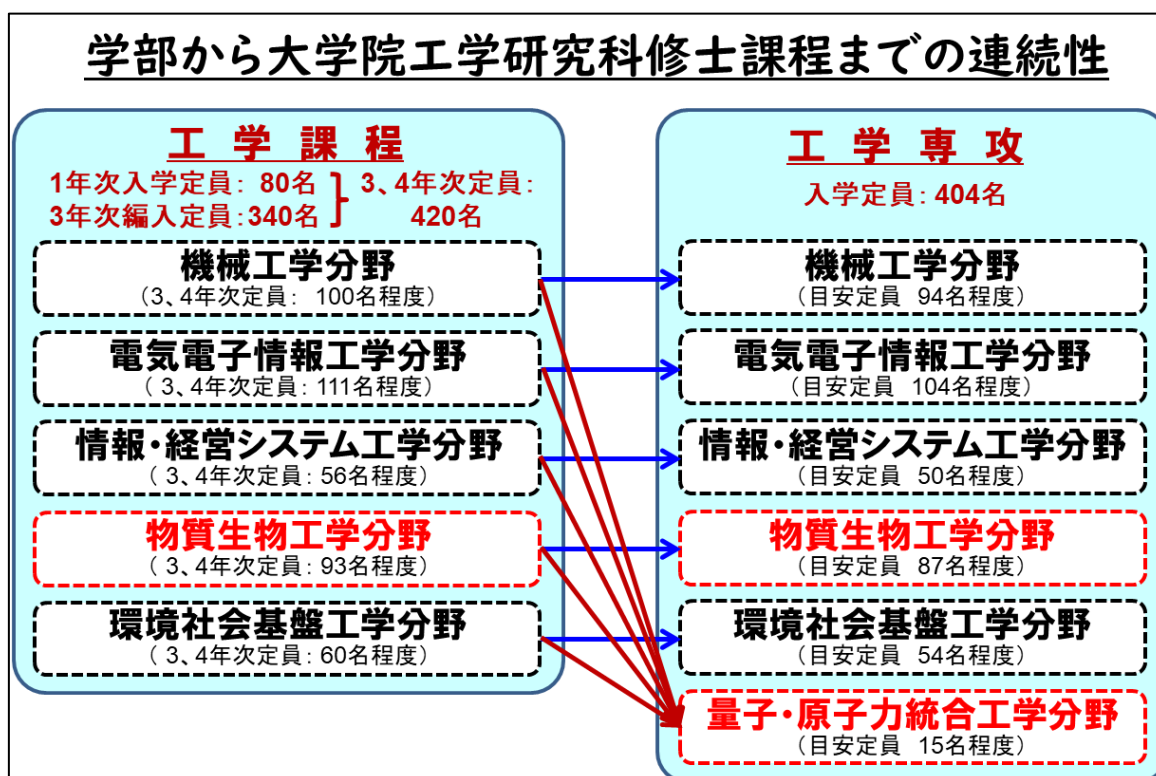 学部から大学院工学研究科修士課程までの連続性
工学課程
1年次入学定員: 80名
3年次編入定員:340名
3、4年次定員:
420名
機械工学分野
(3、4年次定員: 100名程度)
電気電子情報工学分野
( 3、4年次定員: 111名程度)
情報・経営システム工学分野
( 3、4年次定員: 56名程度)
物質生物工学分野
( 3、4年次定員: 93名程度)
環境社会基盤工学分野
( 3、4年次定員: 60名程度)
工学専攻
入学定員: 404名
機械工学分野
(目安定員 94名程度)
電気電子情報工学分野
(目安定員 104名程度)
情報・経営システム工学分野
(目安定員 50名程度)
物質生物工学分野
(目安定員 87名程度)
環境社会基盤工学分野
(目安定員 54名程度)
量子・原子力統合工学分野
(目安定員 15名程度)